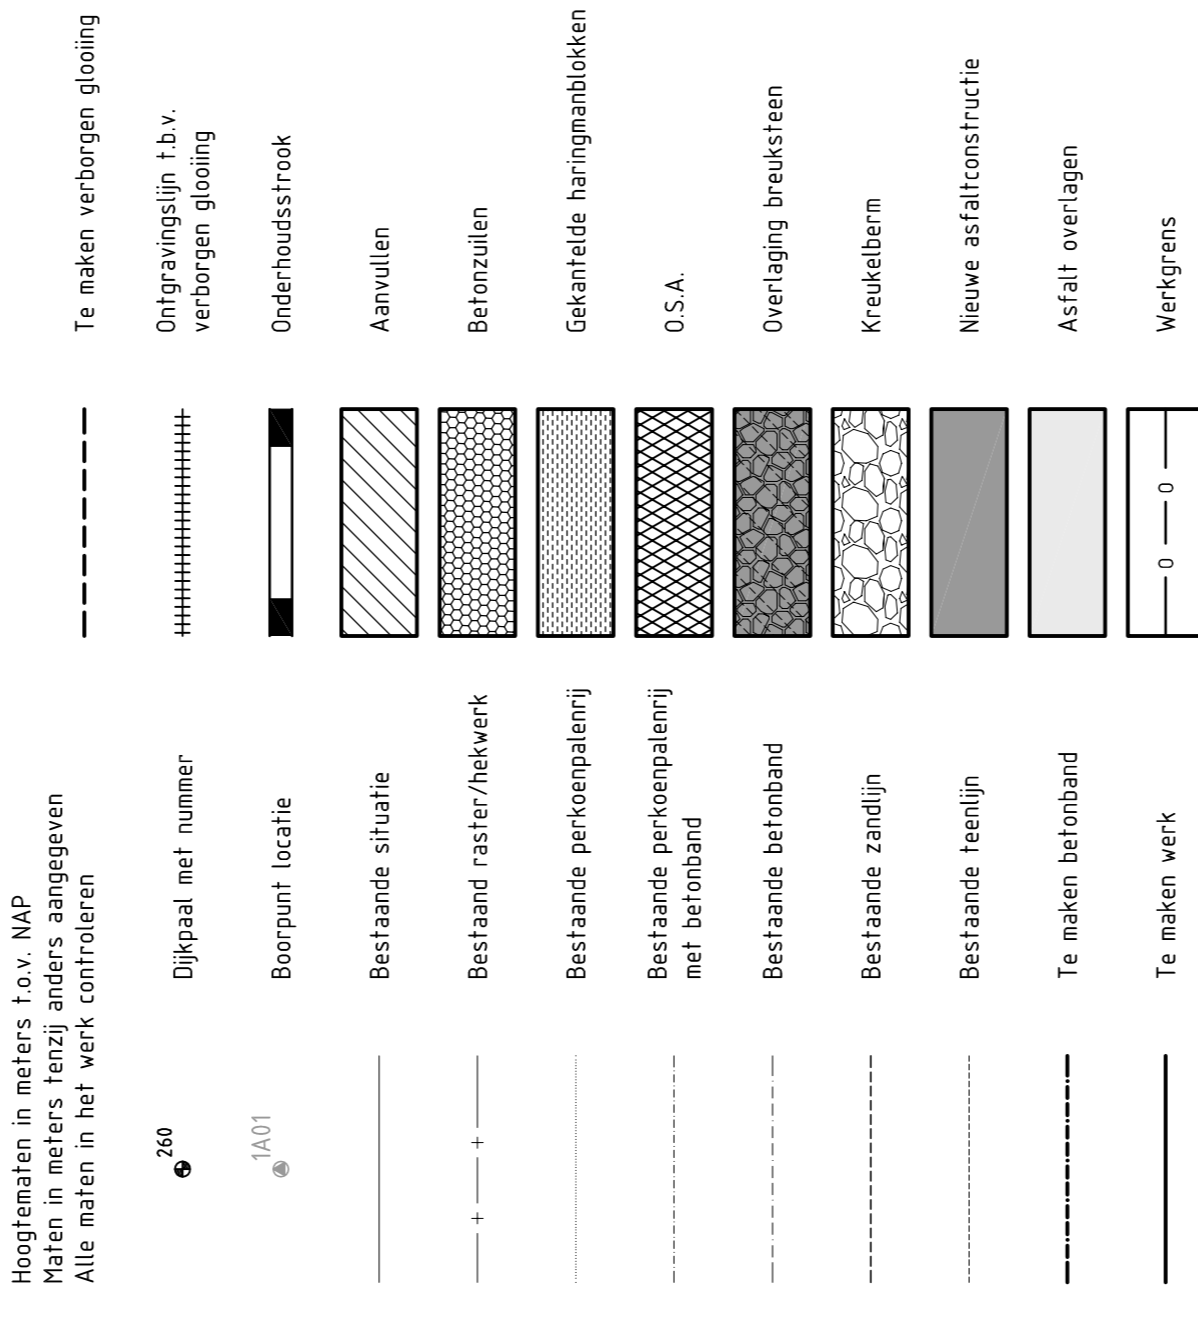 Hoogtematen in meters t.o.v. NAP
Maten in meters tenzij anders aangegeven
Alle maten in het werk controleren
260
Dijkpaal met nummer
1A01
Boorpunt locatie
Bestaande situatie
Bestaand raster/hekwerk
Bestaande perkoenpalenrij
Bestaande perkoenpalenrij
met betonband
Bestaande betonband
Bestaande zandlijn
Bestaande teenlijn
Te maken betonband
Te maken werk
Te maken verborgen glooiing
Ontgravingslijn t.b.v.
verborgen glooiing
Onderhoudsstrook
Aanvullen
Betonzuilen
Gekantelde haringmanblokken
O.S.A.
Overlaging breuksteen
Kreukelberm
Nieuwe asfaltconstructie
Asfalt overlagen
0 0
Werkgrens